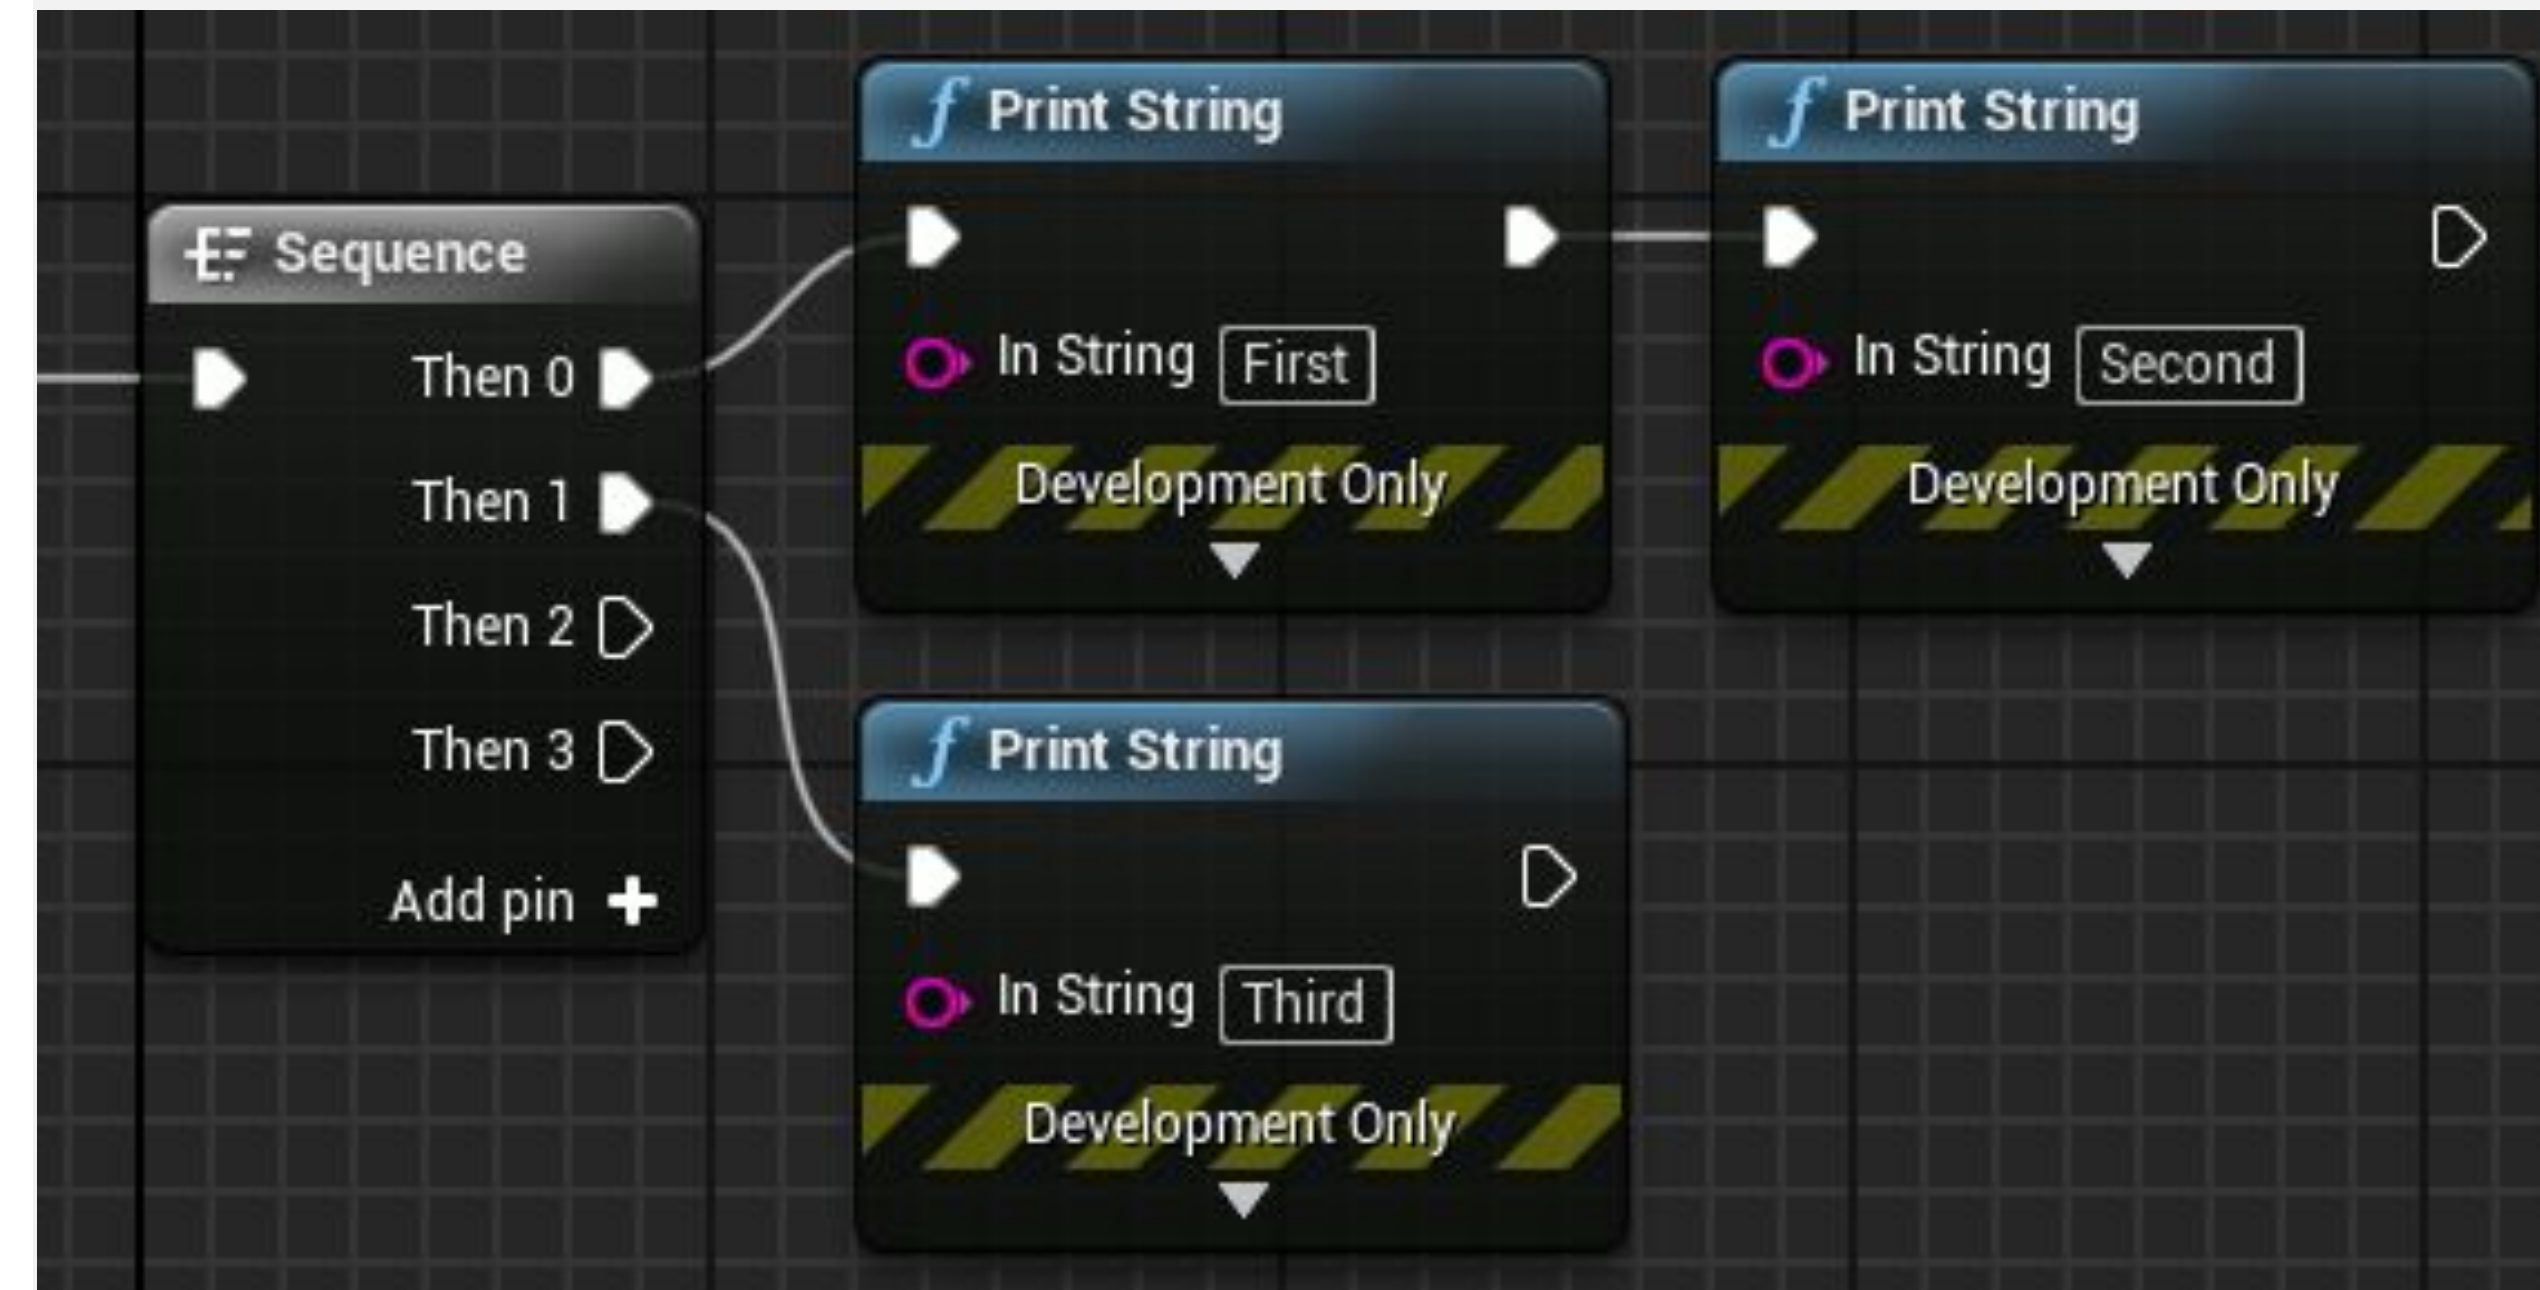 Sequence
Then 0
Then 1
Then 2
Then 3
Add pin
f Print String
In String First
Development Only
f Print String
In String Second
Development Only
f Print String
In String Third
Development Only